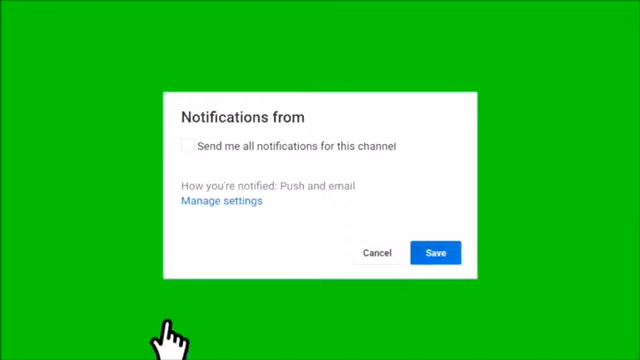 Notifications from
Send me all notifications for this channel
How you're notified: Push and email
Manage settings
Cancel
Save